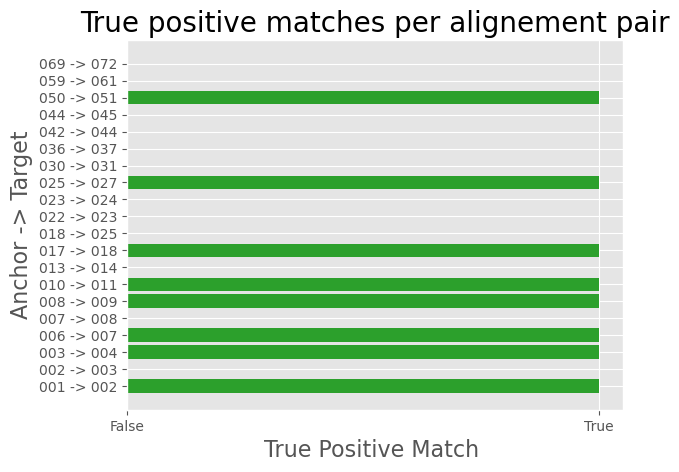 True positive matches per alignement pair
Anchor -> Target
069 -> 072
059 -> 061
050 -> 051
044 -> 045
042 -> 044
036 -> 037
030 -> 031
025 -> 027
023 -> 024
022 -> 023
018 -> 025
017 -> 018
013 -> 014
010 -> 011
008 -> 009
007 -> 008
006 -> 007
003 -> 004
002 -> 003
001 -> 002
False True
True Positive Match